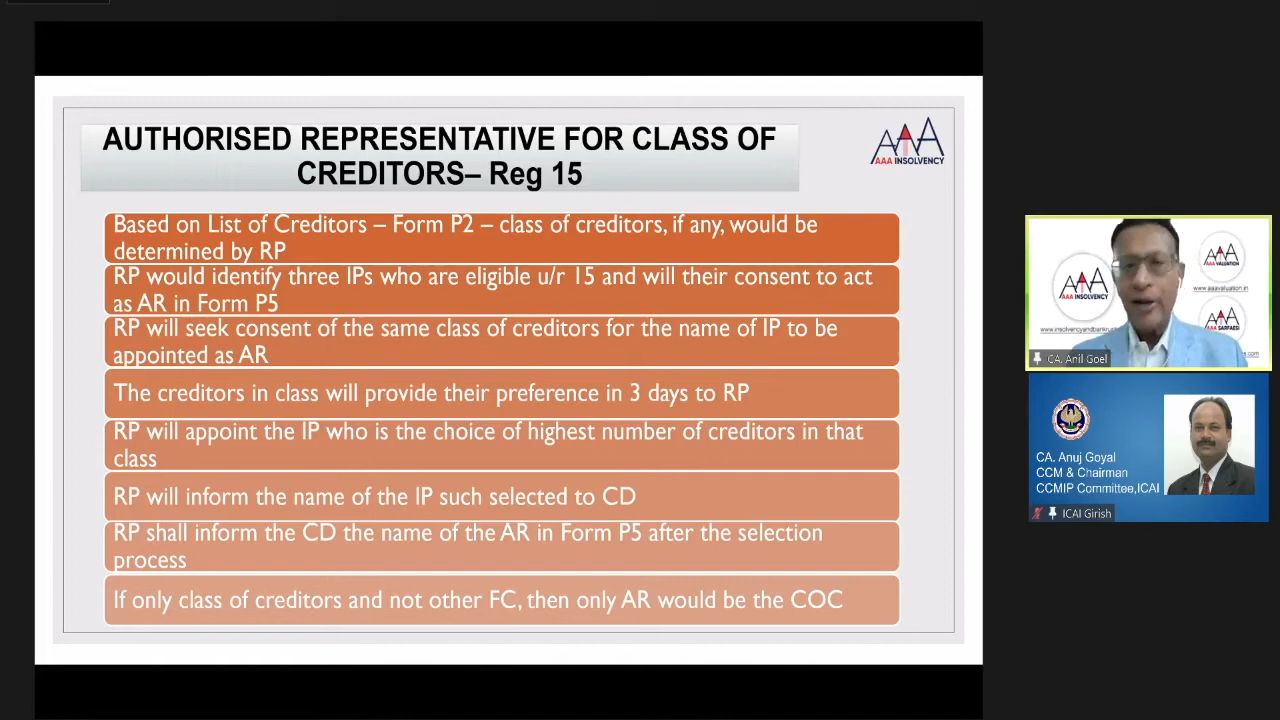 AUTHORISED REPRESENTATIVE FOR CLASS OF
CREDITORS– Reg 15
AAA INSOLVENCY
Based on List of Creditors – Form P2 – class of creditors, if any, would be
determined by RP
RP would identify three IPs who are eligible u/r 15 and will their consent to act
as AR in Form P5
RP will seek consent of the same class of creditors for the name of IP to be
appointed as AR
The creditors in class will provide their preference in 3 days to RP
RP will appoint the IP who is the choice of highest number of creditors in that
class
RP will inform the name of the IP such selected to CD
RP shall inform the CD the name of the AR in Form P5 after the selection
process
If only class of creditors and not other FC, then only AR would be the COC
AAA INSOLVENCY
AAA VALUATION
www.aaavaluation.in
AAA SARFAESI
CA. Anil Goel
CA. Anuj Goyal
CCM & Chairman
CCMIP Committee,ICAI
ICAI Girish